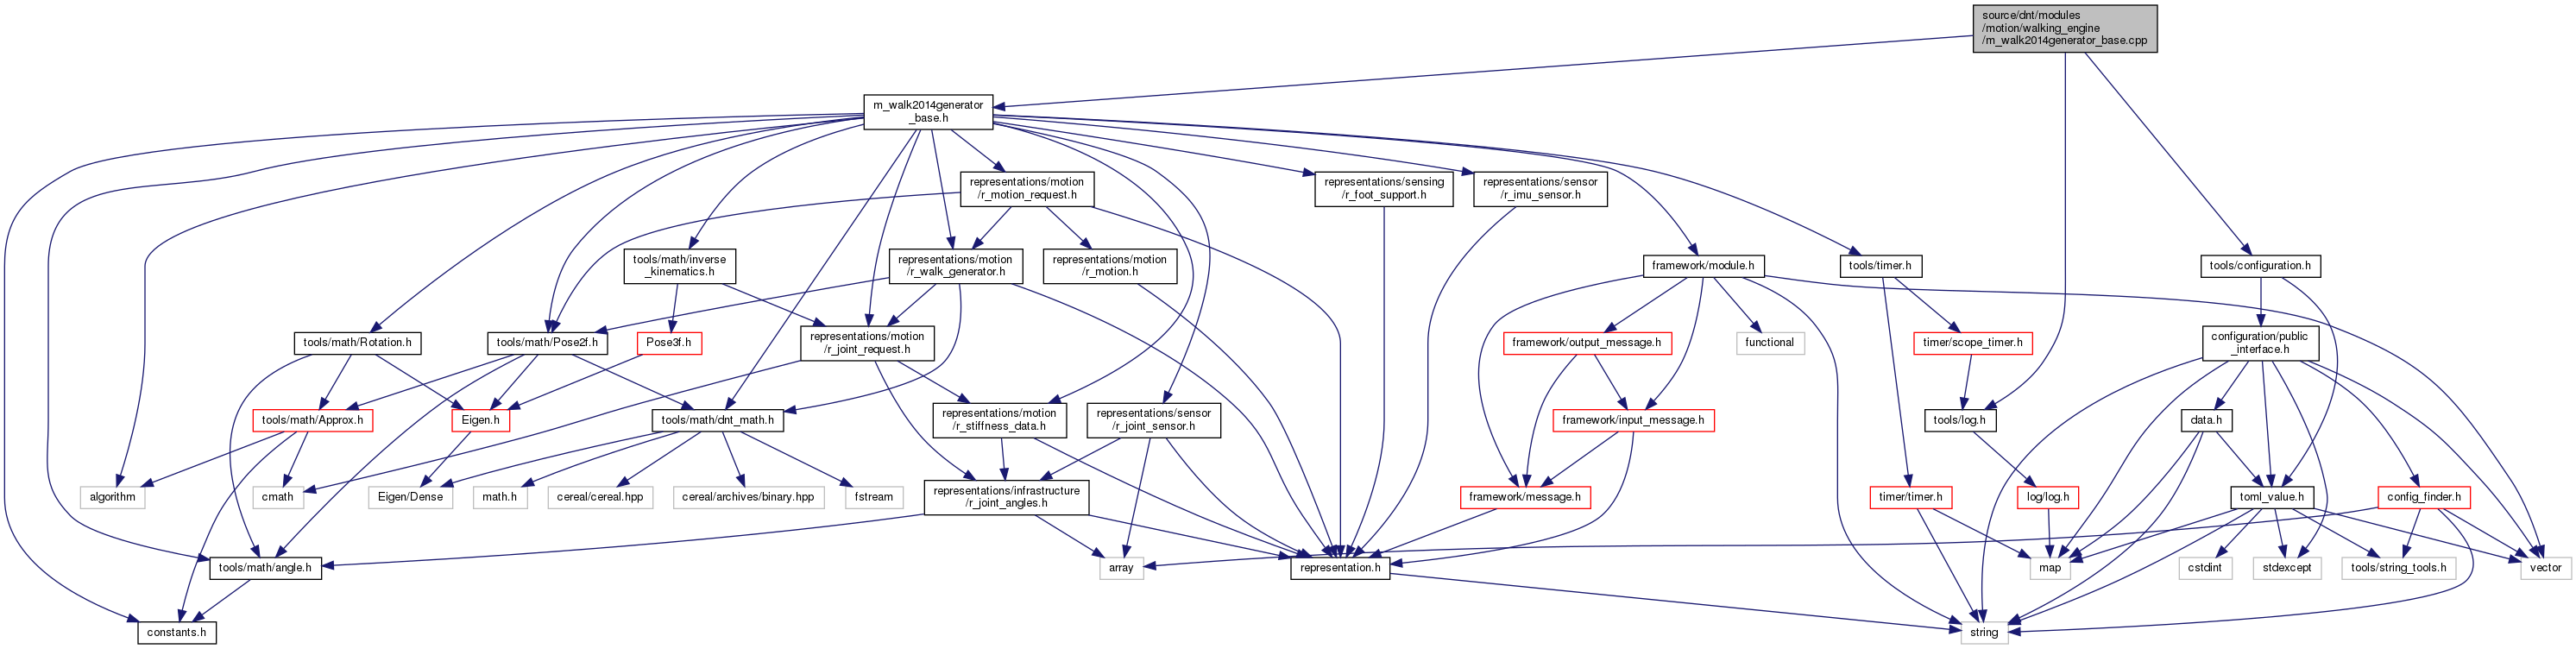 source/dnt/modules
/motion/walking_engine
/m_walk2014generator_base.cpp
m_walk2014generator
_base.h
representations/motion
/r_motion_request.h
representations/sensing
/r_foot_support.h
representations/sensor
/r_imu_sensor.h
tools/math/inverse
_kinematics.h
representations/motion
/r_walk_generator.h
representations/motion
/r_motion.h
framework/module.h
tools/timer.h
tools/configuration.h
tools/math/Rotation.h
tools/math/Pose2f.h
Pose3f.h
representations/motion
/r_joint_request.h
framework/output_message.h
functional
timer/scope_timer.h
configuration/public
_interface.h
tools/math/Approx.h
Eigen.h
tools/math/dnt_math.h
representations/motion
/r_stiffness_data.h
representations/sensor
/r_joint_sensor.h
framework/input_message.h
tools/log.h
data.h
algorithm
cmath
Eigen/Dense
math.h
cereal/cereal.hpp
cereal/archives/binary.hpp
fstream
representations/infrastructure
/r_joint_angles.h
framework/message.h
timer/timer.h
log/log.h
toml_value.h
config_finder.h
tools/math/angle.h
array
representation.h
map
cstdint
stdexcept
tools/string_tools.h
vector
constants.h
string